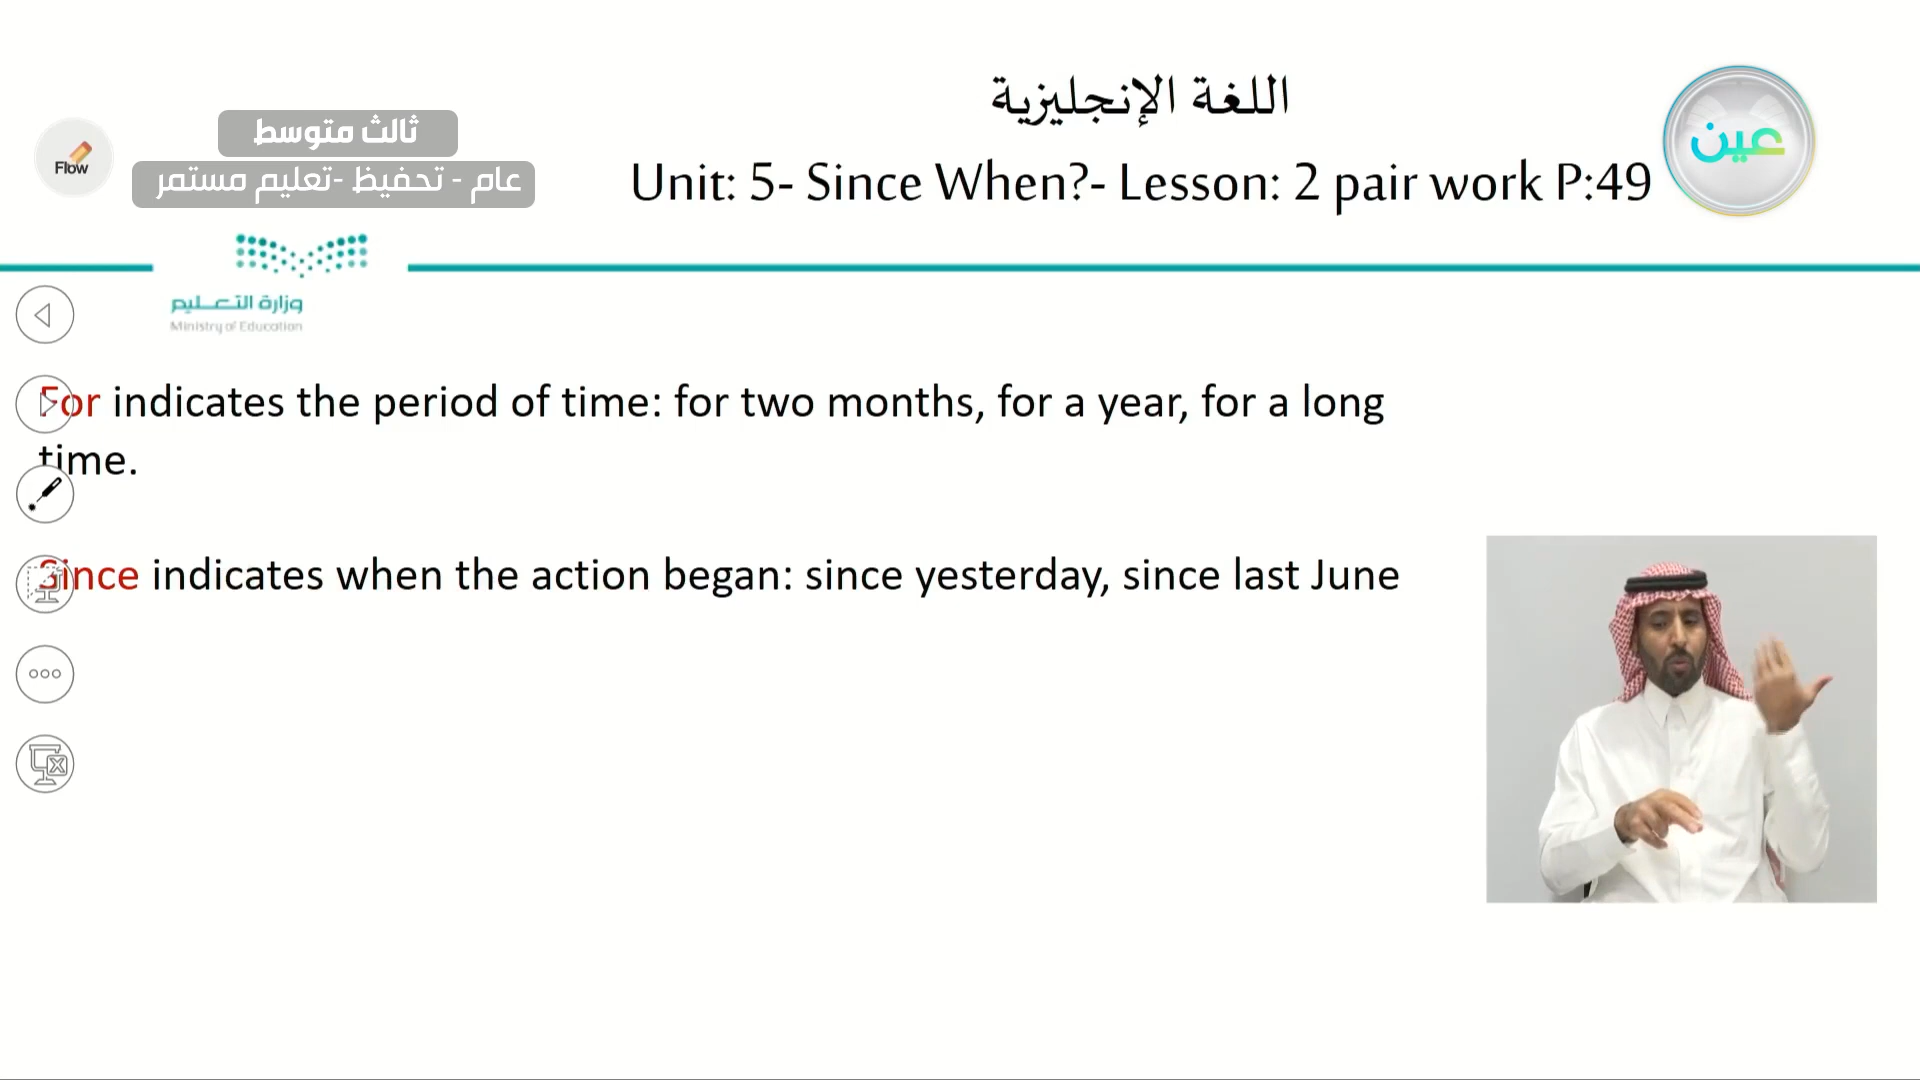 اللغة الإنجليزية
ثالث متوسط
عام - تحفيظ -تعليم مستمر
Flow
Unit: 5- Since When?- Lesson: 2 pair work P:49
عين
وزارة التعليم
Ministry of Education
For indicates the period of time: for two months, for a year, for a long
time.
Since indicates when the action began: since yesterday, since last June